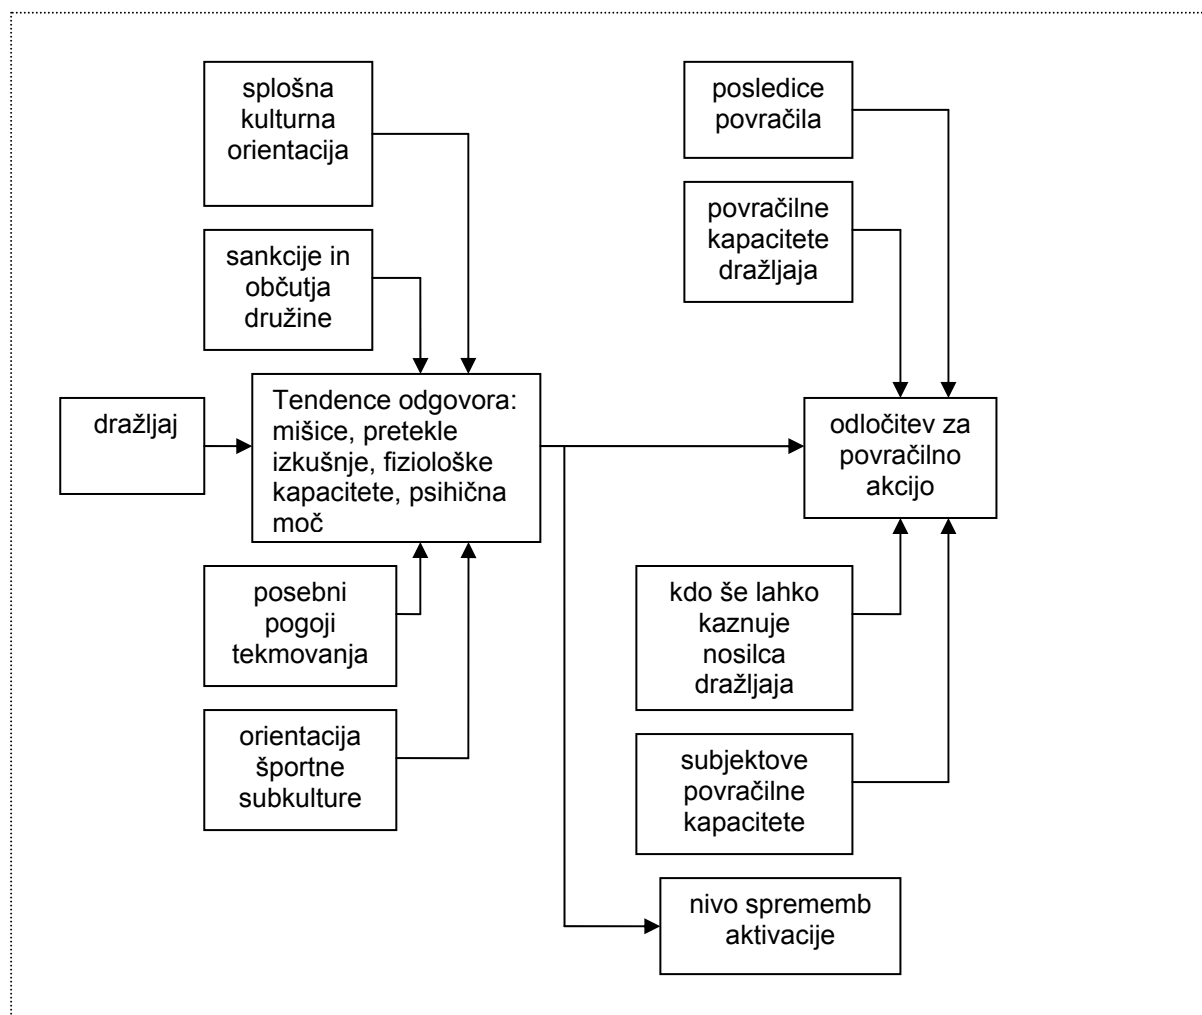 splošna
kulturna
orientacija
sankcije in
občutja
družine
dražljaj
Tendence odgovora:
mišice, pretekle
izkušnje, fiziološke
kapacitete, psihična
moč
posebni
pogoji
tekmovanja
orientacija
športne
subkulture
posledice
povračila
povračilne
kapacitete
dražljaja
odločitev za
povračilno
akcijo
kdo še lahko
kaznuje
nosilca
dražljaja
subjektove
povračilne
kapacitete
nivo sprememb
aktivacije